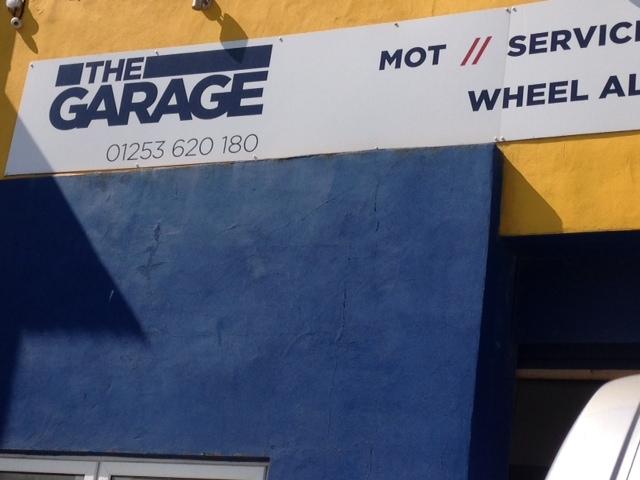 THE
GARAGE
01253 620 180
MOT // SERVIC
WHEEL AL